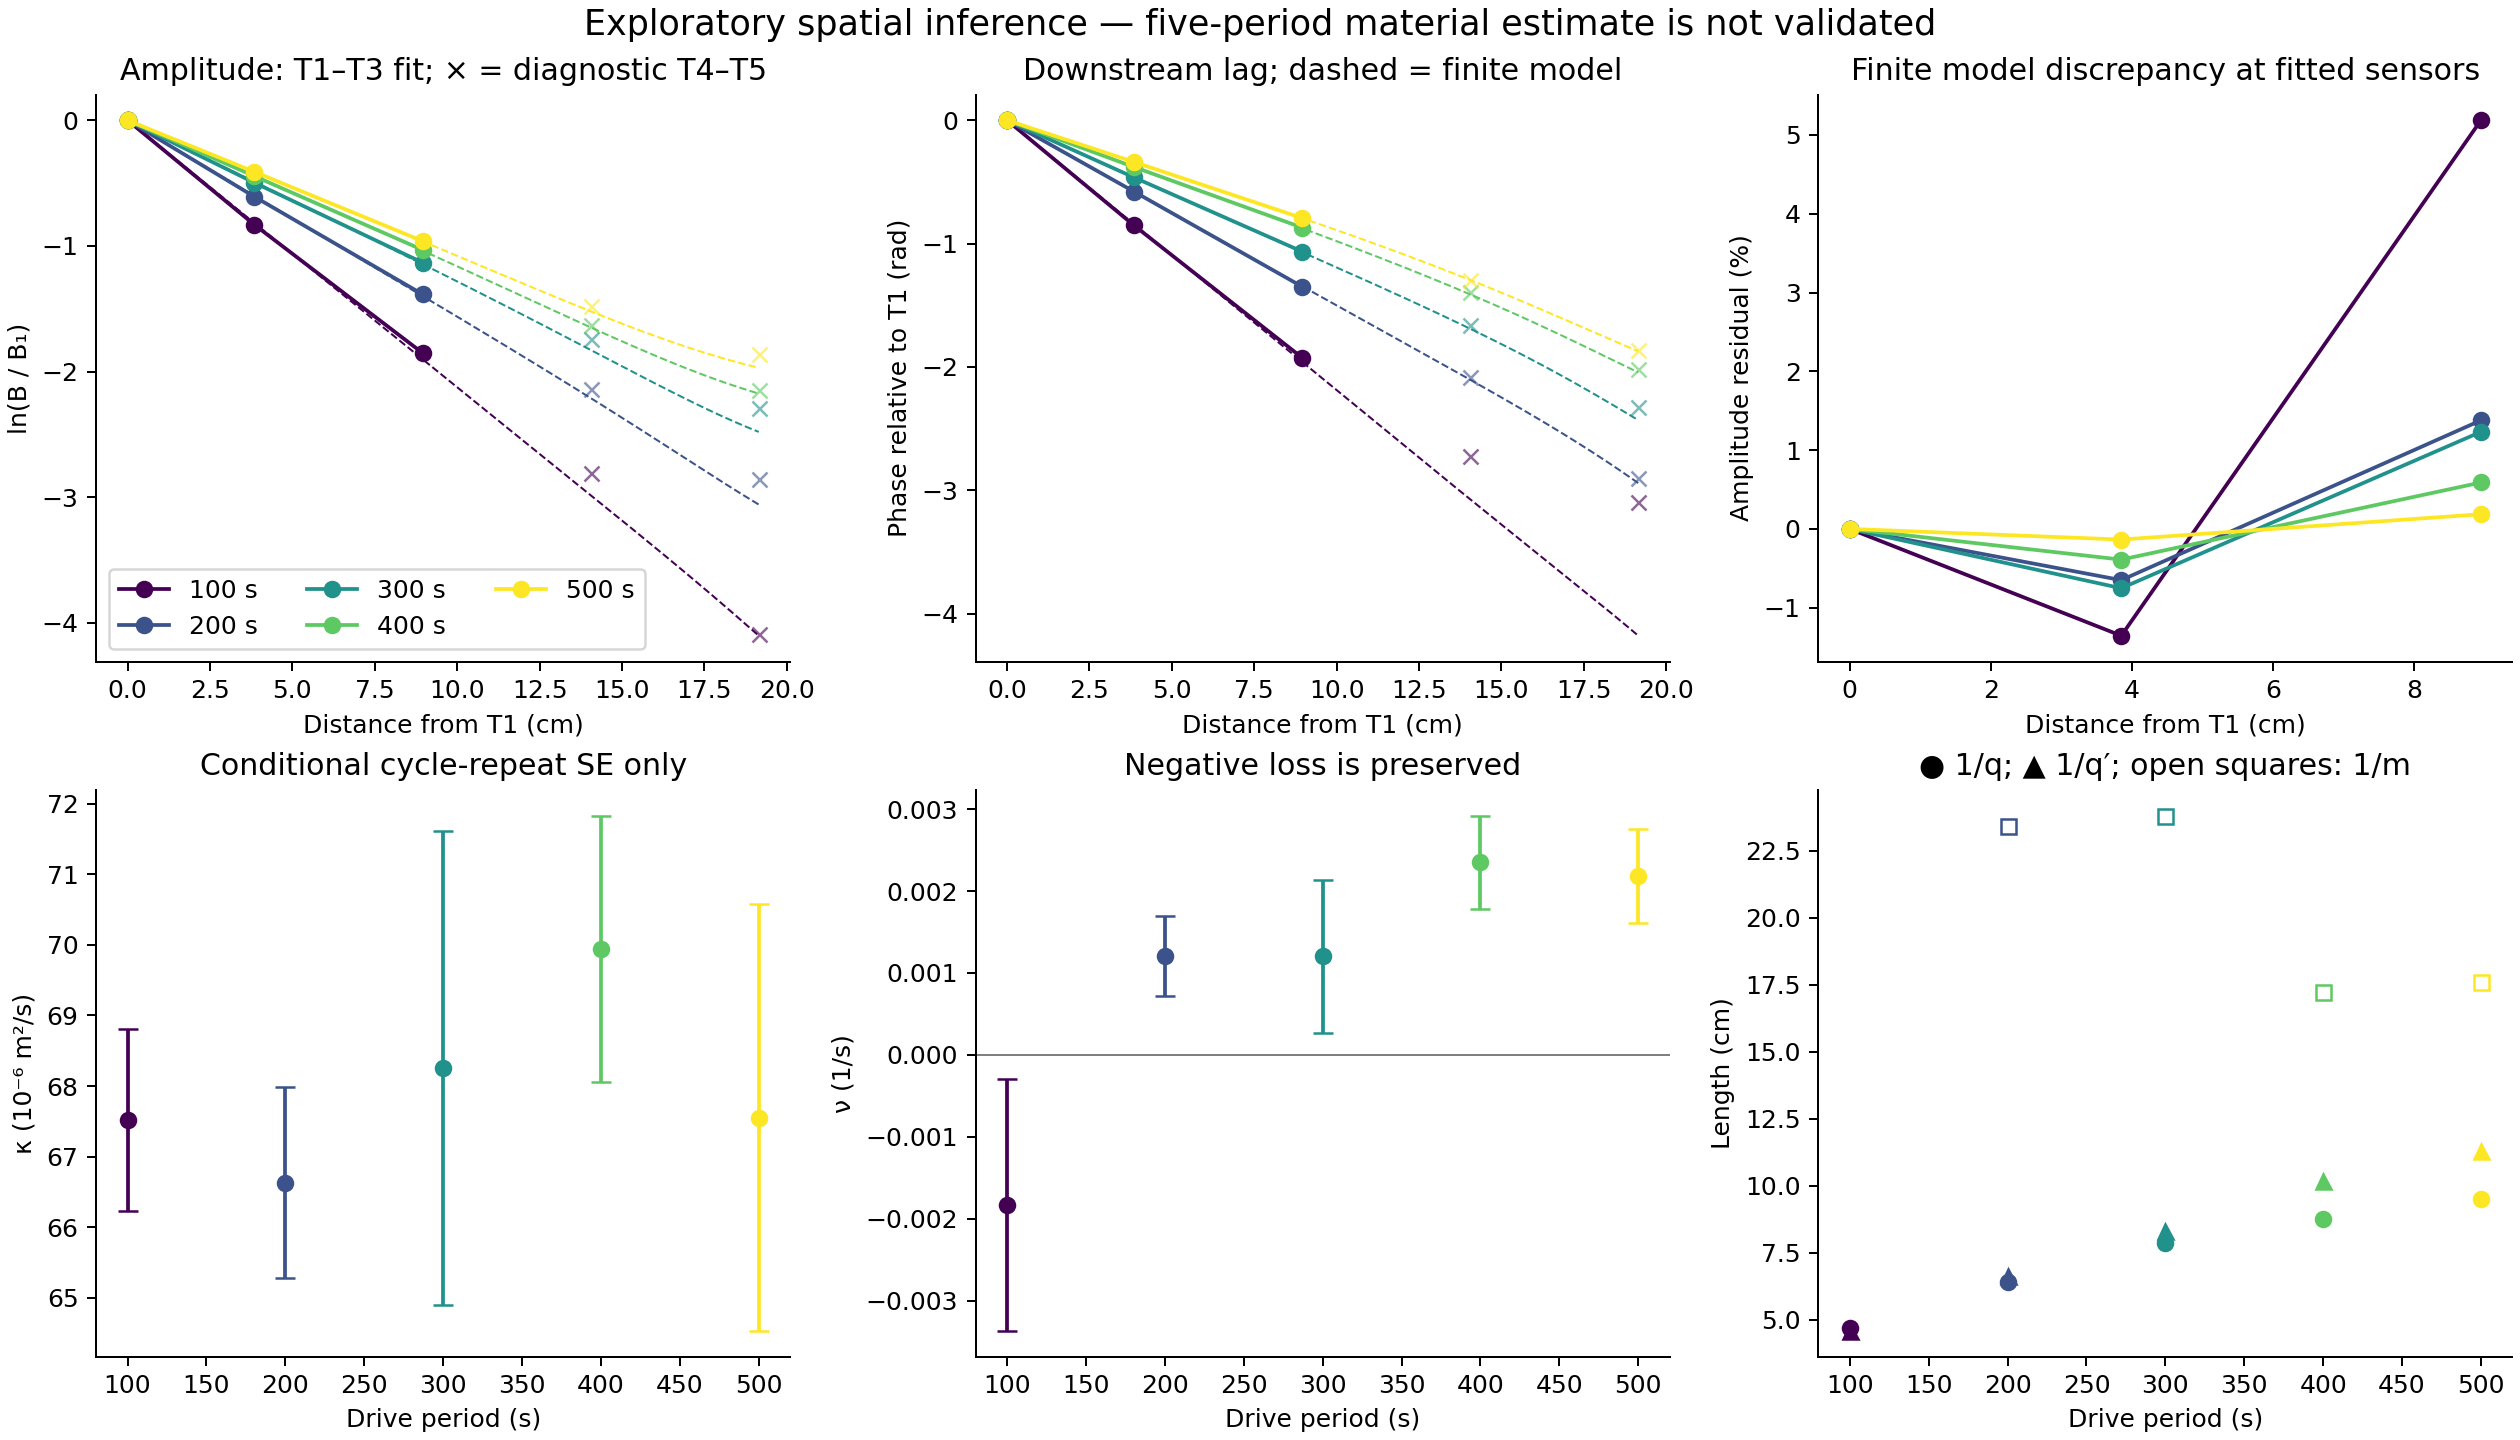 Exploratory spatial inference — five-period material estimate is not validated
Amplitude: T1–T3 fit; × = diagnostic T4–T5
0
−1
−2
−3
−4
ln(B / B₁)
100 s
200 s
300 s
400 s
500 s
0.0 2.5 5.0 7.5 10.0 12.5 15.0 17.5 20.0
Distance from T1 (cm)
Downstream lag; dashed = finite model
0
−1
−2
−3
−4
Phase relative to T1 (rad)
0.0 2.5 5.0 7.5 10.0 12.5 15.0 17.5 20.0
Distance from T1 (cm)
Finite model discrepancy at fitted sensors
5
4
3
2
1
0
−1
Amplitude residual (%)
0 2 4 6 8
Distance from T1 (cm)
Conditional cycle-repeat SE only
72
71
70
69
68
67
66
65
κ (10⁻⁶ m²/s)
100 150 200 250 300 350 400 450 500
Drive period (s)
Negative loss is preserved
0.003
0.002
0.001
0.000
−0.001
−0.002
−0.003
ν (1/s)
100 150 200 250 300 350 400 450 500
Drive period (s)
● 1/q; ▲ 1/q′; open squares: 1/m
22.5
20.0
17.5
15.0
12.5
10.0
7.5
5.0
Length (cm)
100 150 200 250 300 350 400 450 500
Drive period (s)